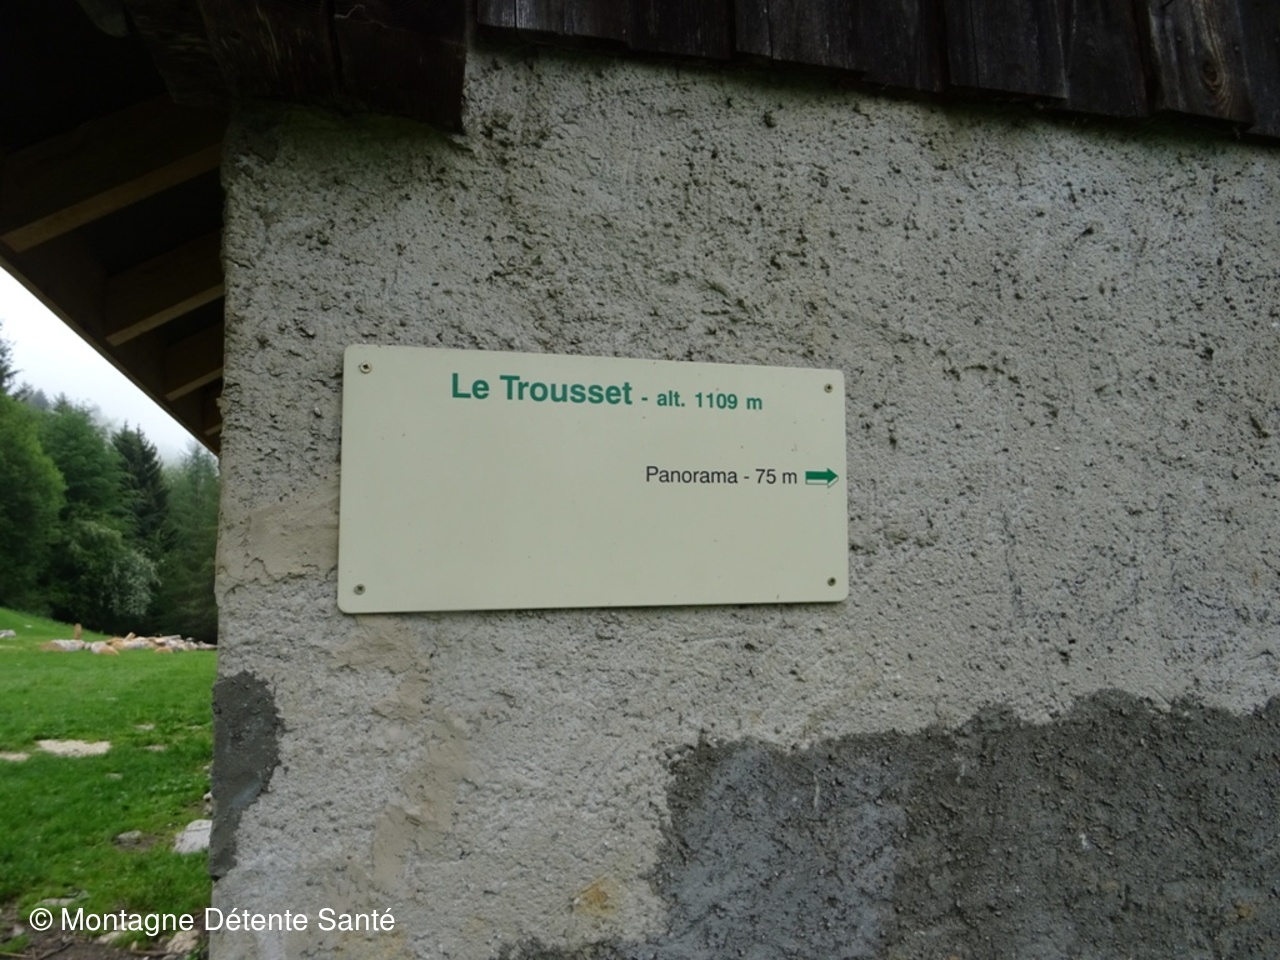 Le Trousset - alt. 1109 m
Panorama - 75 m
© Montagne Détente Santé